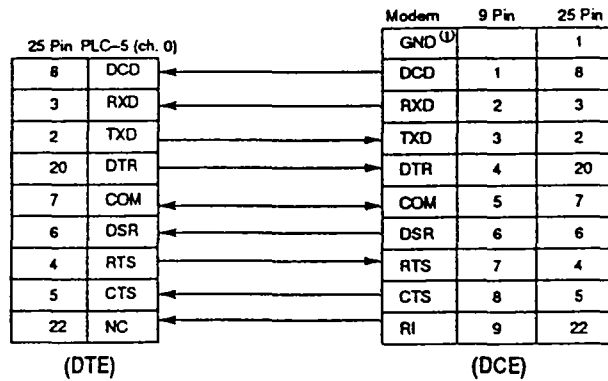 Modem 9 Pin 25 Pin
GND (1) 1
25 Pin PLC–5 (ch. 0)
8 DCD DCD 1 8
3 RXD RXD 2 3
2 TXD TXD 3 2
20 DTR DTR 4 20
7 COM COM 5 7
6 DSR DSR 6 6
4 RTS RTS 7 4
5 CTS CTS 8 5
22 NC RI 9 22
(DTE) (DCE)